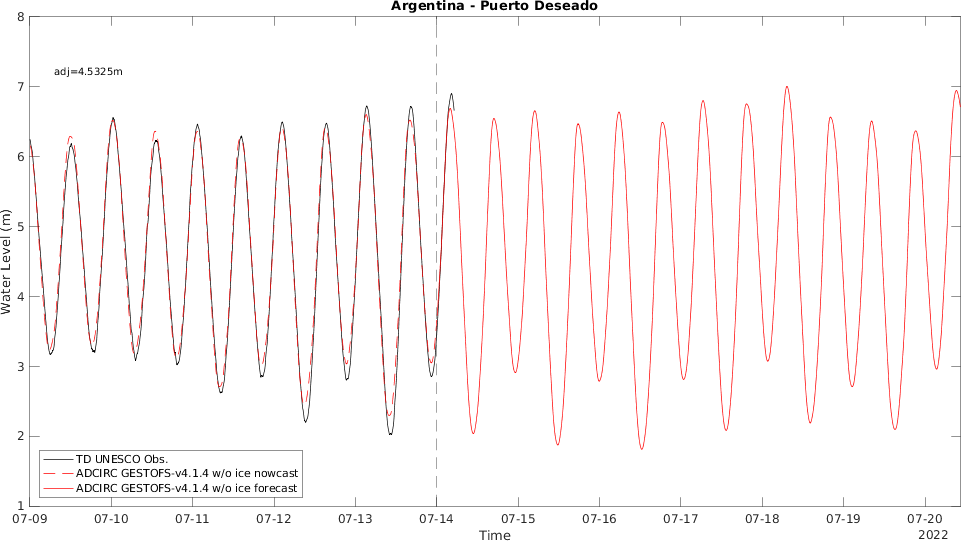 Argentina - Puerto Deseado
8
adj=4.5325m
7
6
5
4
3
2
1
Water Level (m)
TD UNESCO Obs.
ADCIRC GESTOFS-v4.1.4 w/o ice nowcast
ADCIRC GESTOFS-v4.1.4 w/o ice forecast
07-09 07-10 07-11 07-12 07-13 07-14 07-15 07-16 07-17 07-18 07-19 07-20
Time
2022